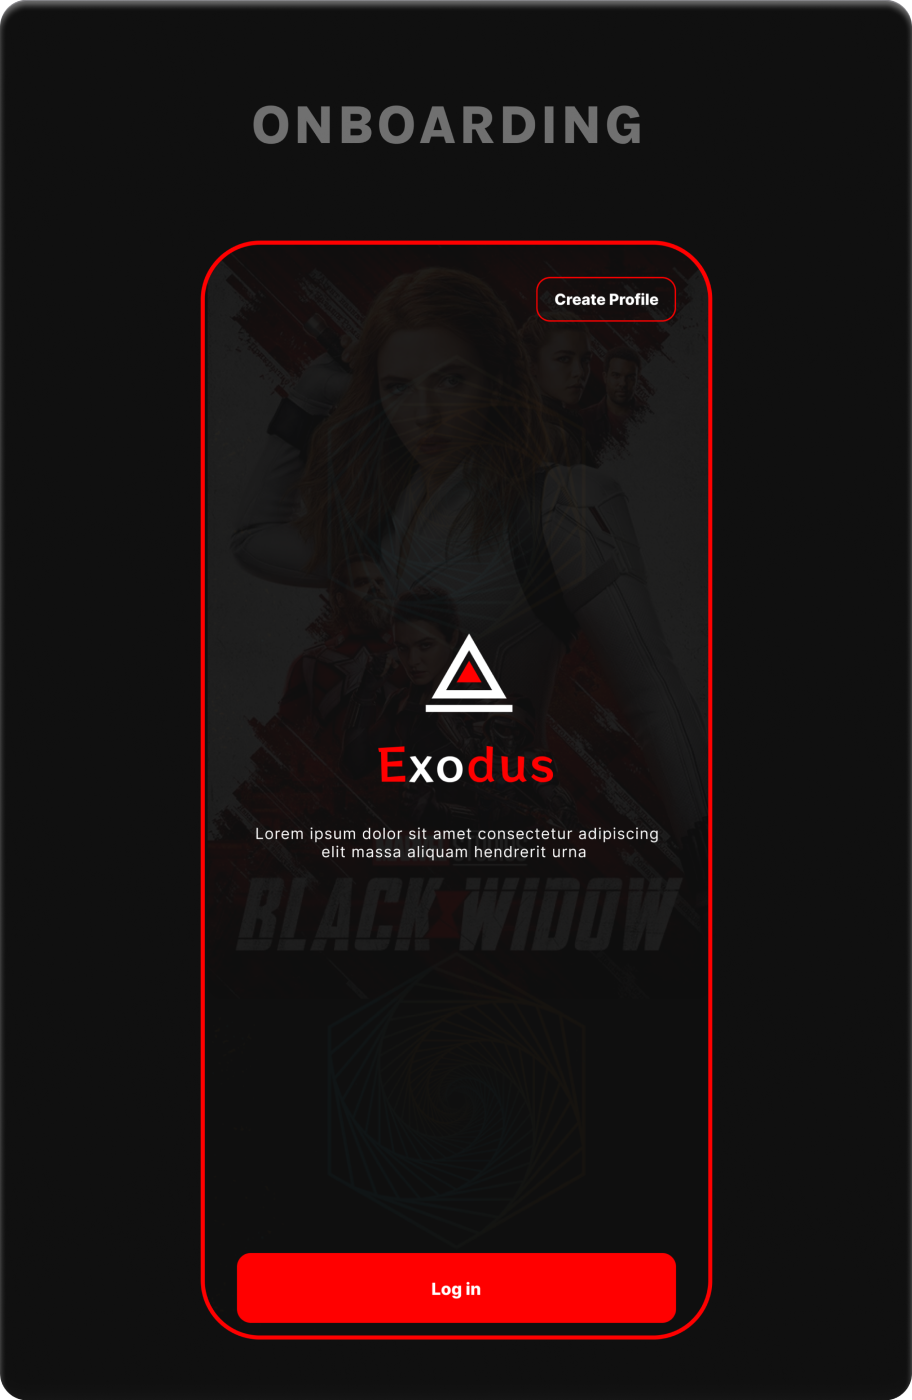 ONBOARDING
Create Profile
Exodus
Lorem ipsum dolor sit amet consectetur adipiscing
elit massa aliquam hendrerit urna
BLACK WIDOW
Log in